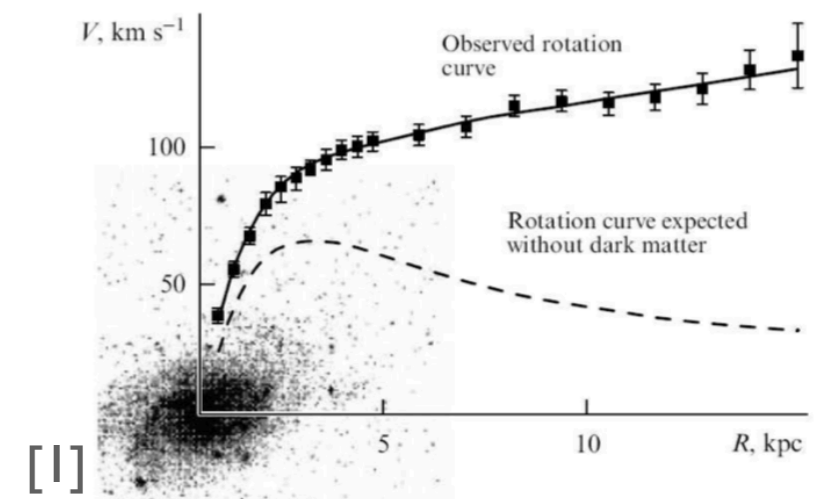 V, km s⁻¹
Observed rotation
curve
100
Rotation curve expected
without dark matter
50
5
10
R, kpc
[1]